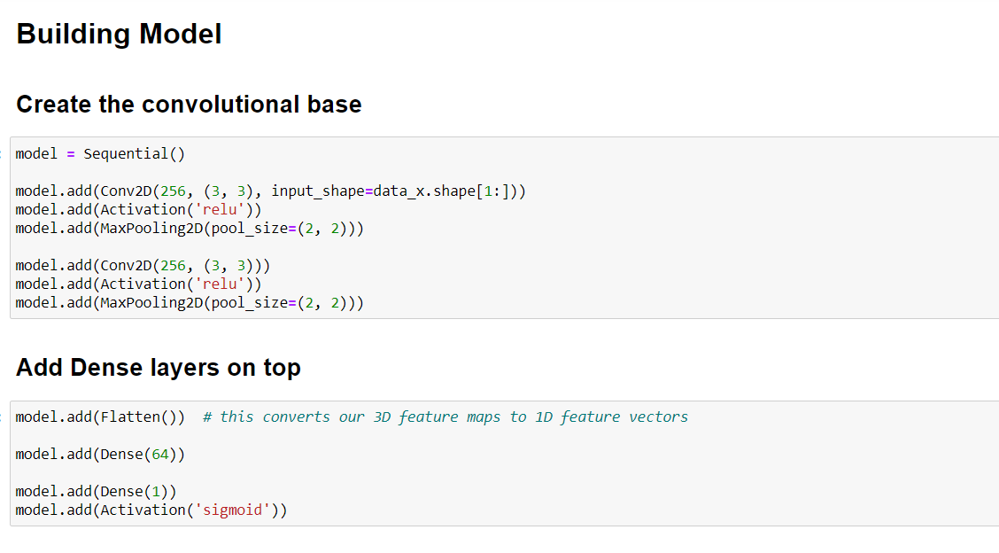 Building Model
Create the convolutional base
model = Sequential()
model.add(Conv2D(256, (3, 3), input_shape=data_x.shape[1:]))
model.add(Activation('relu'))
model.add(MaxPooling2D(pool_size=(2, 2)))
model.add(Conv2D(256, (3, 3)))
model.add(Activation('relu'))
model.add(MaxPooling2D(pool_size=(2, 2)))
Add Dense layers on top
model.add(Flatten())  # this converts our 3D feature maps to 1D feature vectors
model.add(Dense(64))
model.add(Dense(1))
model.add(Activation('sigmoid'))